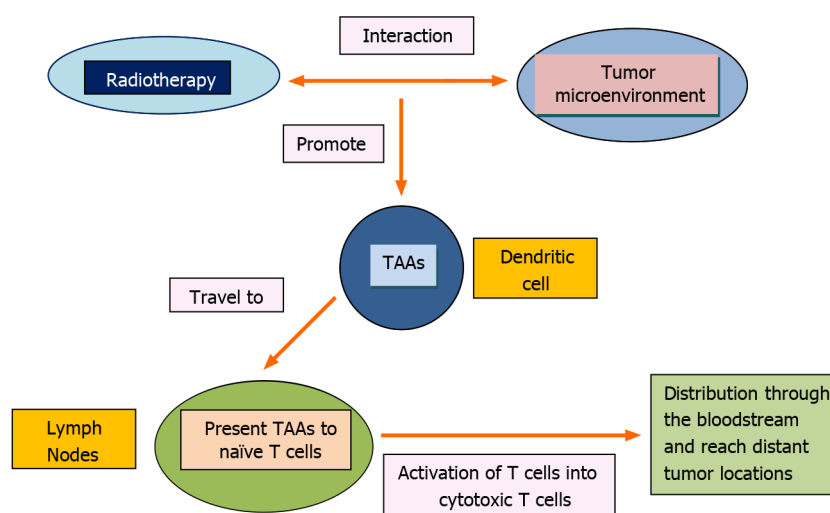 Interaction
Radiotherapy
Tumor
microenvironment
Promote
TAAs
Dendritic
cell
Travel to
Lymph
Nodes
Present TAAs to
naïve T cells
Activation of T cells into
cytotoxic T cells
Distribution through
the bloodstream
and reach distant
tumor locations